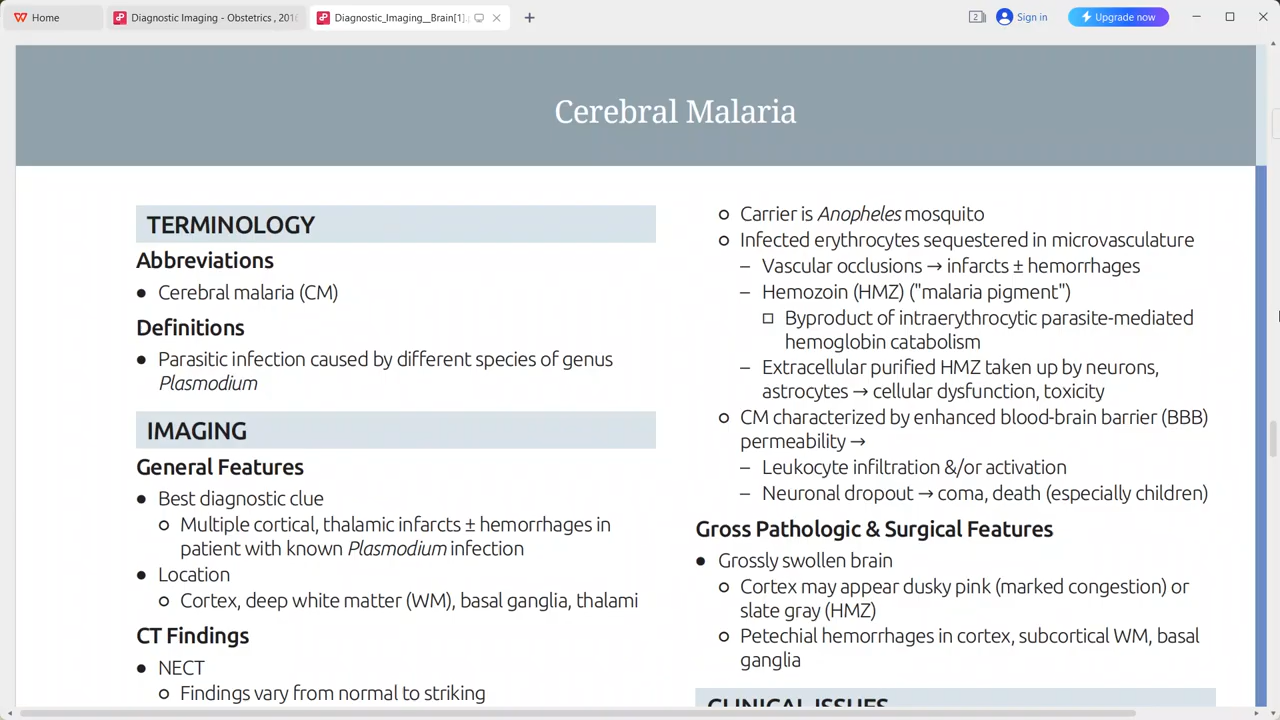 Home
Diagnostic Imaging - Obstetrics , 201
Diagnostic_Imaging__Brain[1].
2
Sign in
Upgrade now
Cerebral Malaria
TERMINOLOGY
Abbreviations
● Cerebral malaria (CM)
Definitions
● Parasitic infection caused by different species of genus
Plasmodium
IMAGING
General Features
● Best diagnostic clue
○ Multiple cortical, thalamic infarcts ± hemorrhages in
patient with known Plasmodium infection
● Location
○ Cortex, deep white matter (WM), basal ganglia, thalami
CT Findings
● NECT
○ Findings vary from normal to striking
○ Carrier is Anopheles mosquito
○ Infected erythrocytes sequestered in microvasculature
– Vascular occlusions → infarcts ± hemorrhages
– Hemozoin (HMZ) ("malaria pigment")
□ Byproduct of intraerythrocytic parasite-mediated
hemoglobin catabolism
– Extracellular purified HMZ taken up by neurons,
astrocytes → cellular dysfunction, toxicity
○ CM characterized by enhanced blood-brain barrier (BBB)
permeability →
– Leukocyte infiltration &/or activation
– Neuronal dropout → coma, death (especially children)
Gross Pathologic & Surgical Features
● Grossly swollen brain
○ Cortex may appear dusky pink (marked congestion) or
slate gray (HMZ)
○ Petechial hemorrhages in cortex, subcortical WM, basal
ganglia
CLINICAL ISSUES